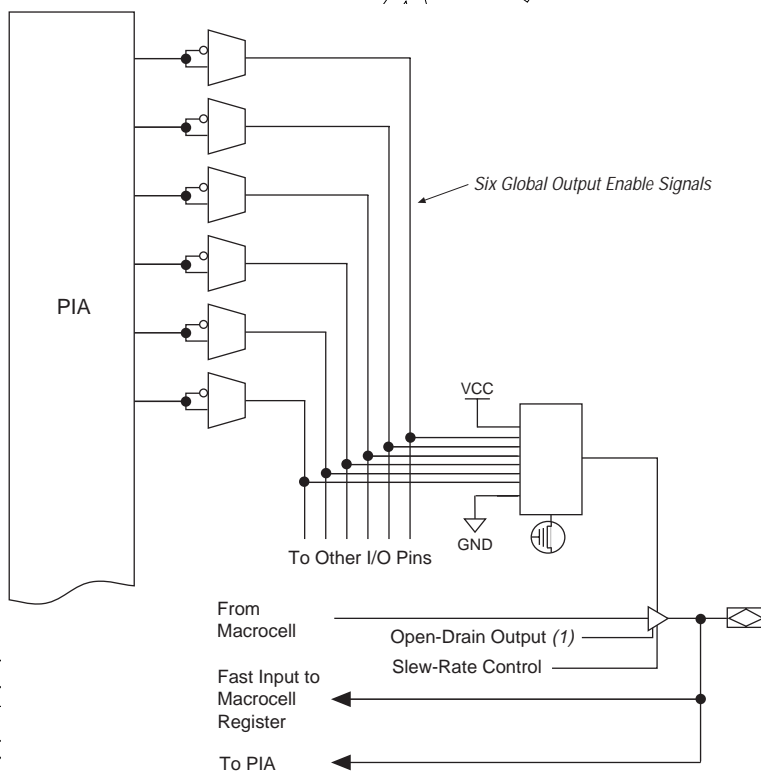 Six Global Output Enable Signals
PIA
VCC
GND
To Other I/O Pins
From
Macrocell
Open-Drain Output (1)
Slew-Rate Control
Fast Input to
Macrocell
Register
To PIA